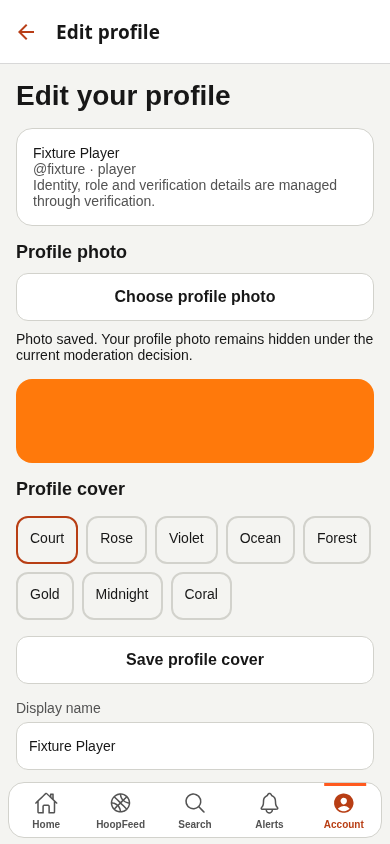 Edit profile
Edit your profile
Fixture Player
@fixture · player
Identity, role and verification details are managed
through verification.
Profile photo
Choose profile photo
Photo saved. Your profile photo remains hidden under the
current moderation decision.
Profile cover
Court Rose Violet Ocean Forest
Gold Midnight Coral
Save profile cover
Display name
Fixture Player
Home HoopFeed Search Alerts Account